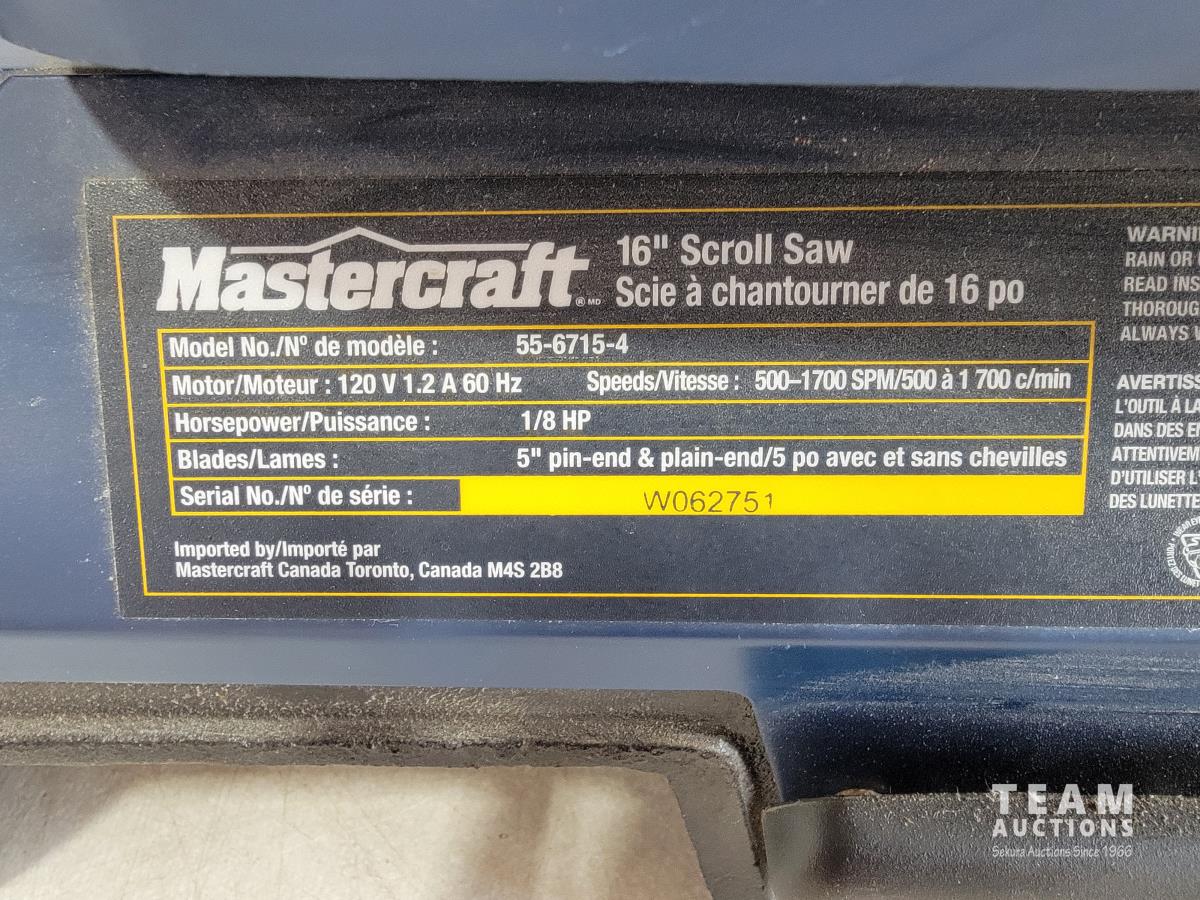 Mastercraft ® MD
16" Scroll Saw
Scie à chantourner de 16 po
Model No./Nº de modèle : 55-6715-4
Motor/Moteur : 120 V 1.2 A 60 Hz Speeds/Vitesse : 500–1700 SPM/500 à 1 700 c/min
Horsepower/Puissance : 1/8 HP
Blades/Lames : 5" pin-end & plain-end/5 po avec et sans chevilles
Serial No./Nº de série : W062751
Imported by/Importé par
Mastercraft Canada Toronto, Canada M4S 2B8
RAIN OR
READ INS
THOROUG
ALWAYS
AVERTISS
L'OUTIL À LA
DANS DES EN
ATTENTIVEM
D'UTILISER L'
DES LUNETTE
TEAM
AUCTIONS
Sekura Auctions Since 1966